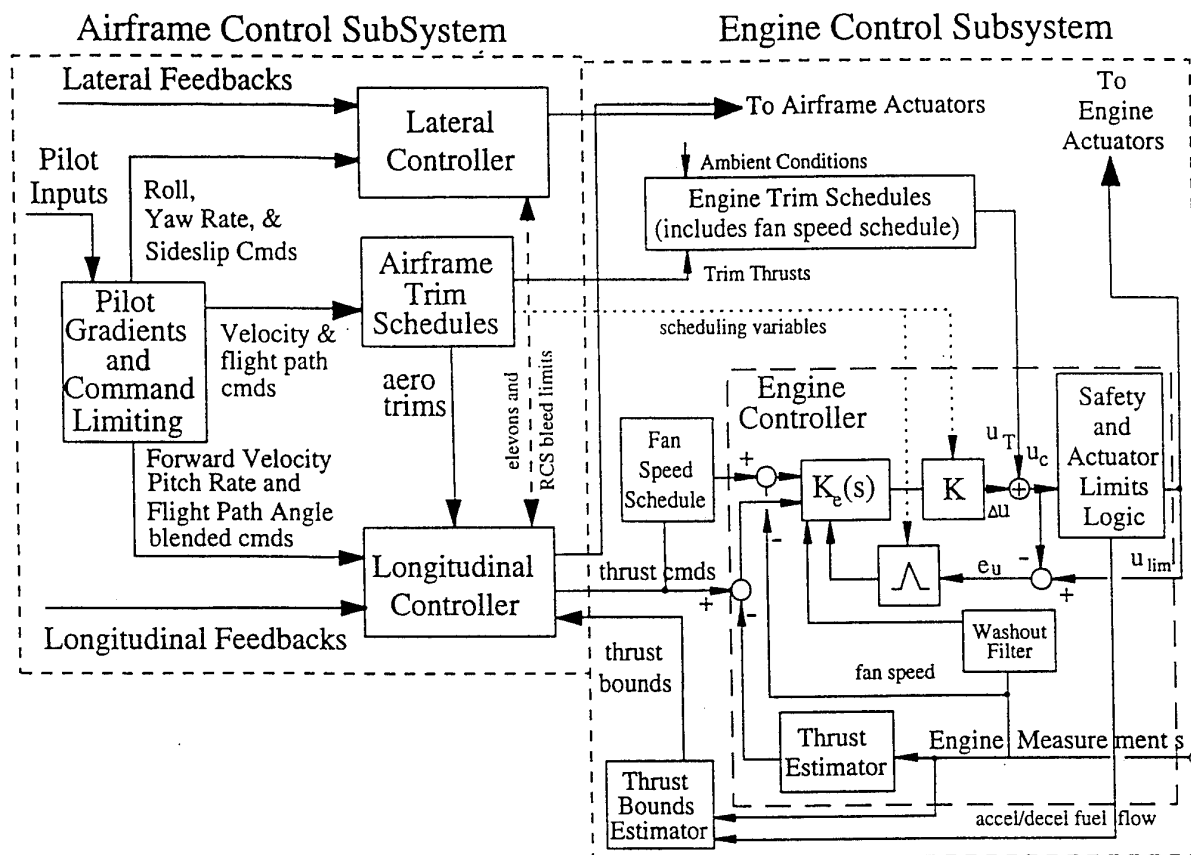 Airframe Control SubSystem
Engine Control Subsystem
Lateral Feedbacks
Lateral
Controller
To Airframe Actuators
To
Engine
Actuators
Pilot
Inputs
Roll,
Yaw Rate, &
Sideslip Cmds
Ambient Conditions
Engine Trim Schedules
(includes fan speed schedule)
Airframe
Trim
Schedules
Trim Thrusts
Pilot
Gradients
and
Command
Limiting
Velocity &
flight path
cmds
scheduling variables
aero
trims
elevons and
RCS bleed limits
Engine
Controller
Safety
and
Actuator
Limits
Logic
Fan
Speed
Schedule
+
-
K_e(s)
K
u_T
u_c
+
Δu
Forward Velocity
Pitch Rate and
Flight Path Angle
blended cmds
Longitudinal
Controller
thrust cmds
+
-
Λ
e_u
-
+
u_lim
Longitudinal Feedbacks
thrust
bounds
Washout
Filter
fan speed
Thrust
Estimator
Engine Measurement s
Thrust
Bounds
Estimator
accel/decel fuel flow